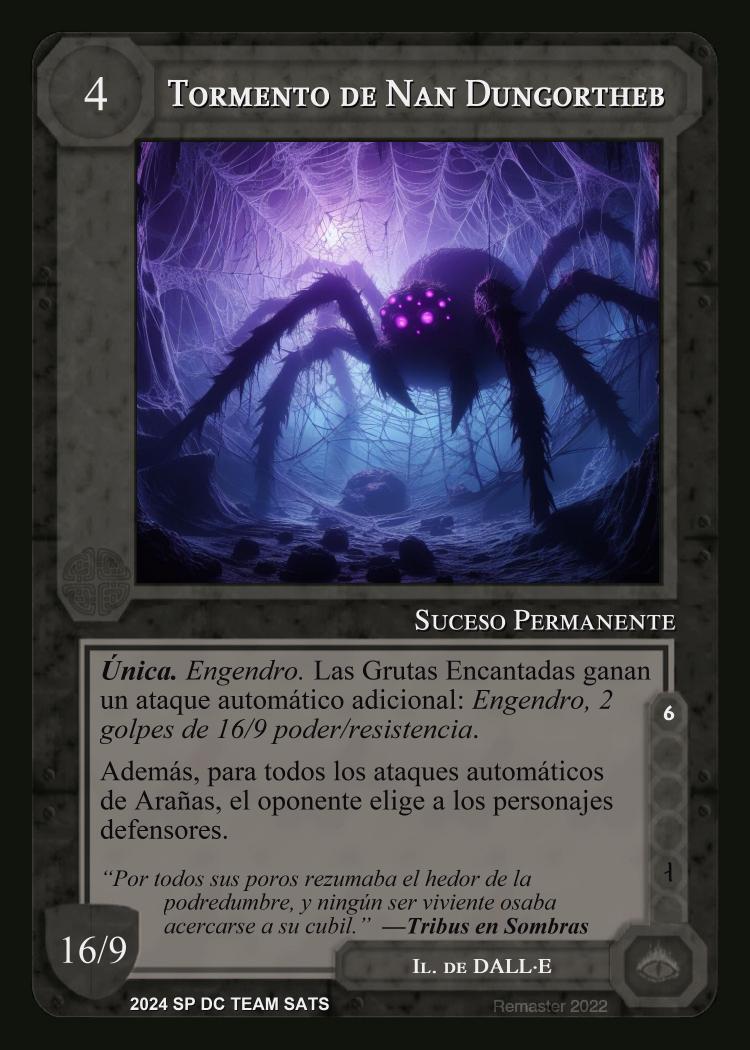 4
Tormento de Nan Dungortheb
Suceso Permanente
Única. Engendro. Las Grutas Encantadas ganan
un ataque automático adicional: Engendro, 2
golpes de 16/9 poder/resistencia.
6
Además, para todos los ataques automáticos
de Arañas, el oponente elige a los personajes
defensores.
“Por todos sus poros rezumaba el hedor de la
podredumbre, y ningún ser viviente osaba
acercarse a su cubil.” —Tribus en Sombras
16/9
Il. de DALL·E
2024 SP DC TEAM SATS
Remaster 2022